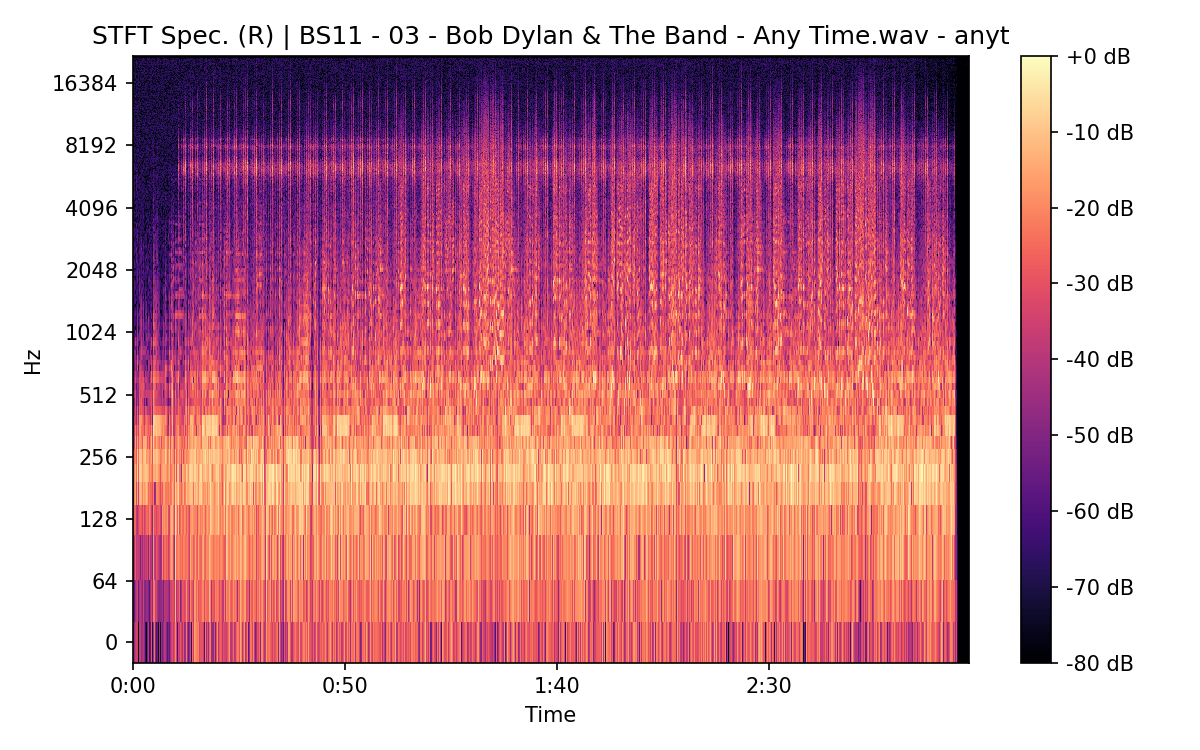 STFT Spec. (R) | BS11 - 03 - Bob Dylan & The Band - Any Time.wav - anyt
16384
8192
4096
2048
1024
512
256
128
64
0
Hz
0:00
0:50
1:40
2:30
Time
+0 dB
-10 dB
-20 dB
-30 dB
-40 dB
-50 dB
-60 dB
-70 dB
-80 dB